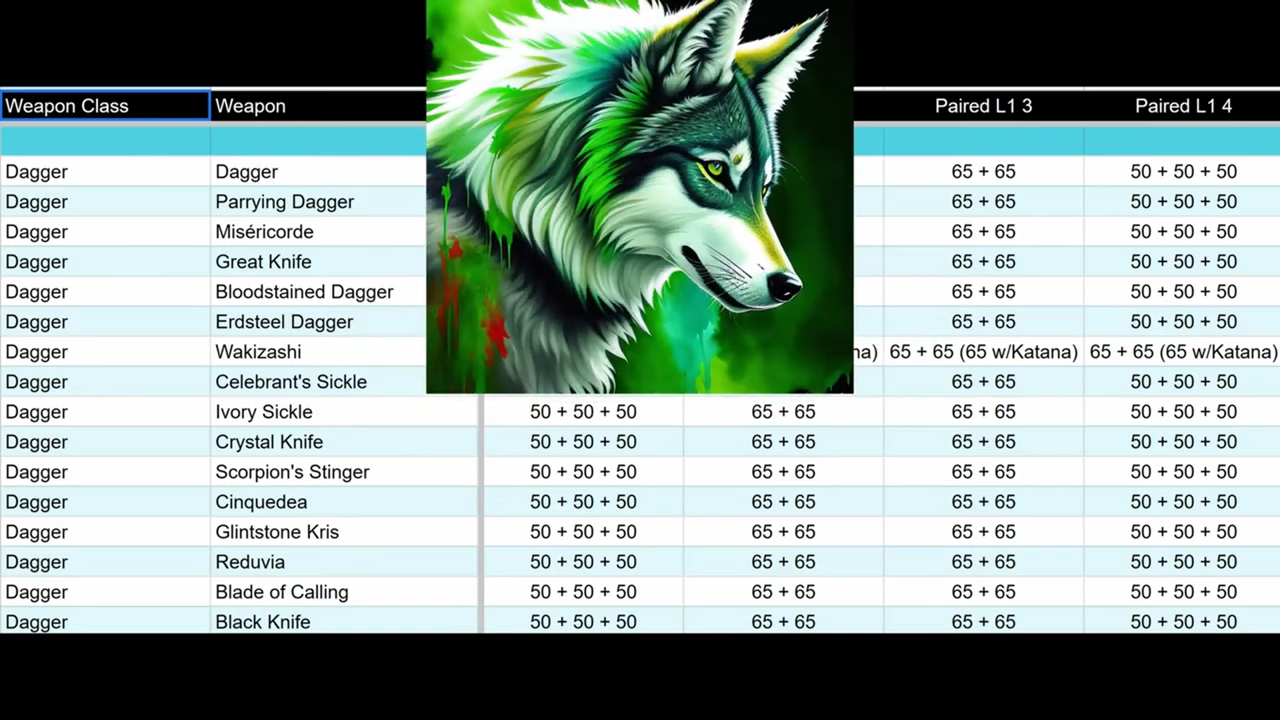 Weapon Class Weapon Paired L1 3 Paired L1 4
Dagger Dagger 65 + 65 50 + 50 + 50
Dagger Parrying Dagger 65 + 65 50 + 50 + 50
Dagger Miséricorde 65 + 65 50 + 50 + 50
Dagger Great Knife 65 + 65 50 + 50 + 50
Dagger Bloodstained Dagger 65 + 65 50 + 50 + 50
Dagger Erdsteel Dagger 65 + 65 50 + 50 + 50
Dagger Wakizashi na) 65 + 65 (65 w/Katana) 65 + 65 (65 w/Katana)
Dagger Celebrant's Sickle 65 + 65 50 + 50 + 50
Dagger Ivory Sickle 50 + 50 + 50 65 + 65 65 + 65 50 + 50 + 50
Dagger Crystal Knife 50 + 50 + 50 65 + 65 65 + 65 50 + 50 + 50
Dagger Scorpion's Stinger 50 + 50 + 50 65 + 65 65 + 65 50 + 50 + 50
Dagger Cinquedea 50 + 50 + 50 65 + 65 65 + 65 50 + 50 + 50
Dagger Glintstone Kris 50 + 50 + 50 65 + 65 65 + 65 50 + 50 + 50
Dagger Reduvia 50 + 50 + 50 65 + 65 65 + 65 50 + 50 + 50
Dagger Blade of Calling 50 + 50 + 50 65 + 65 65 + 65 50 + 50 + 50
Dagger Black Knife 50 + 50 + 50 65 + 65 65 + 65 50 + 50 + 50